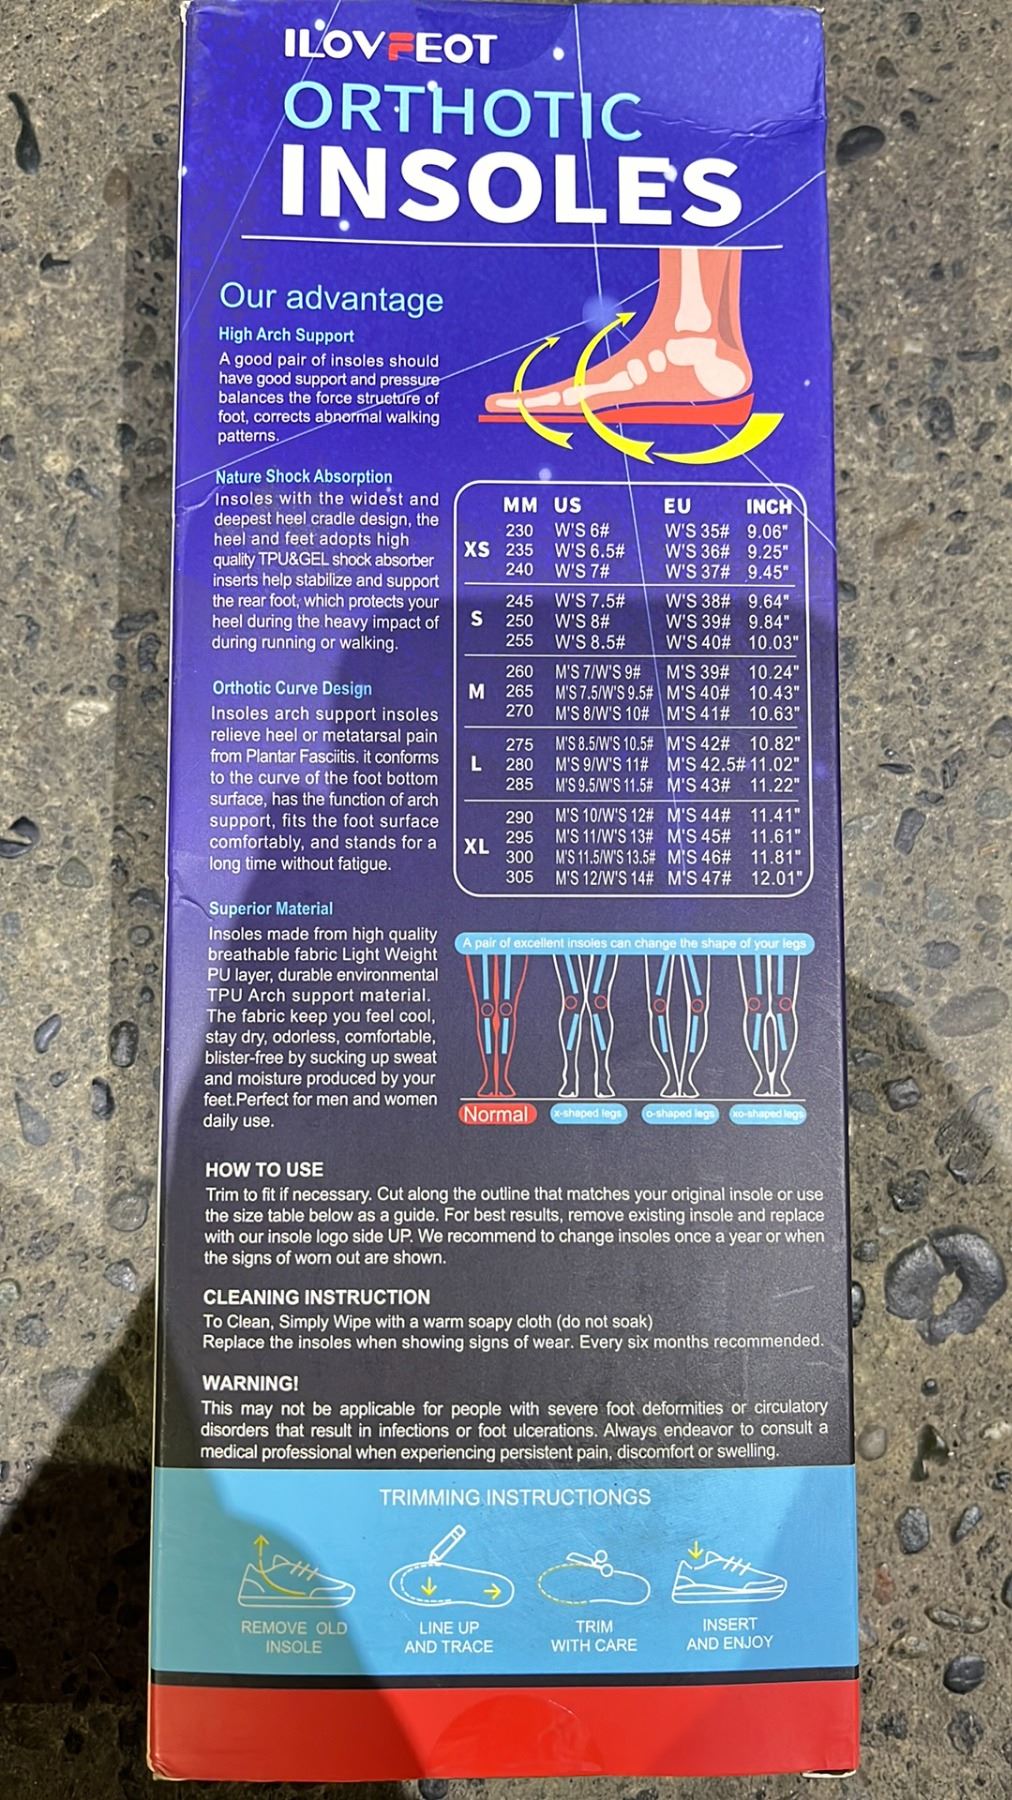 ILOVFEOT
ORTHOTIC
INSOLES
Our advantage
High Arch Support
A good pair of insoles should
have good support and pressure
balances the force structure of
foot, corrects abnormal walking
patterns.
Nature Shock Absorption
Insoles with the widest and
deepest heel cradle design, the
heel and feet adopts high
quality TPU&GEL shock absorber
inserts help stabilize and support
the rear foot, which protects your
heel during the heavy impact of
during running or walking.
Orthotic Curve Design
Insoles arch support insoles
relieve heel or metatarsal pain
from Plantar Fasciitis. it conforms
to the curve of the foot bottom
surface, has the function of arch
support, fits the foot surface
comfortably, and stands for a
long time without fatigue.
Superior Material
Insoles made from high quality
breathable fabric Light Weight
PU layer, durable environmental
TPU Arch support material.
The fabric keep you feel cool,
stay dry, odorless, comfortable,
blister-free by sucking up sweat
and moisture produced by your
feet.Perfect for men and women
daily use.
MM US EU INCH
230 W'S 6# W'S 35# 9.06"
XS 235 W'S 6.5# W'S 36# 9.25"
240 W'S 7# W'S 37# 9.45"
245 W'S 7.5# W'S 38# 9.64"
S 250 W'S 8# W'S 39# 9.84"
255 W'S 8.5# W'S 40# 10.03"
260 M'S 7/W'S 9# M'S 39# 10.24"
M 265 M'S 7.5/W'S 9.5# M'S 40# 10.43"
270 M'S 8/W'S 10# M'S 41# 10.63"
275 M'S 8.5/W'S 10.5# M'S 42# 10.82"
L 280 M'S 9/W'S 11# M'S 42.5# 11.02"
285 M'S 9.5/W'S 11.5# M'S 43# 11.22"
290 M'S 10/W'S 12# M'S 44# 11.41"
XL 295 M'S 11/W'S 13# M'S 45# 11.61"
300 M'S 11.5/W'S 13.5# M'S 46# 11.81"
305 M'S 12/W'S 14# M'S 47# 12.01"
A pair of excellent insoles can change the shape of your legs
Normal x-shaped legs o-shaped legs xo-shaped legs
HOW TO USE
Trim to fit if necessary. Cut along the outline that matches your original insole or use
the size table below as a guide. For best results, remove existing insole and replace
with our insole logo side UP. We recommend to change insoles once a year or when
the signs of worn out are shown.
CLEANING INSTRUCTION
To Clean, Simply Wipe with a warm soapy cloth (do not soak)
Replace the insoles when showing signs of wear. Every six months recommended.
WARNING!
This may not be applicable for people with severe foot deformities or circulatory
disorders that result in infections or foot ulcerations. Always endeavor to consult a
medical professional when experiencing persistent pain, discomfort or swelling.
TRIMMING INSTRUCTIONGS
REMOVE OLD
INSOLE
LINE UP
AND TRACE
TRIM
WITH CARE
INSERT
AND ENJOY